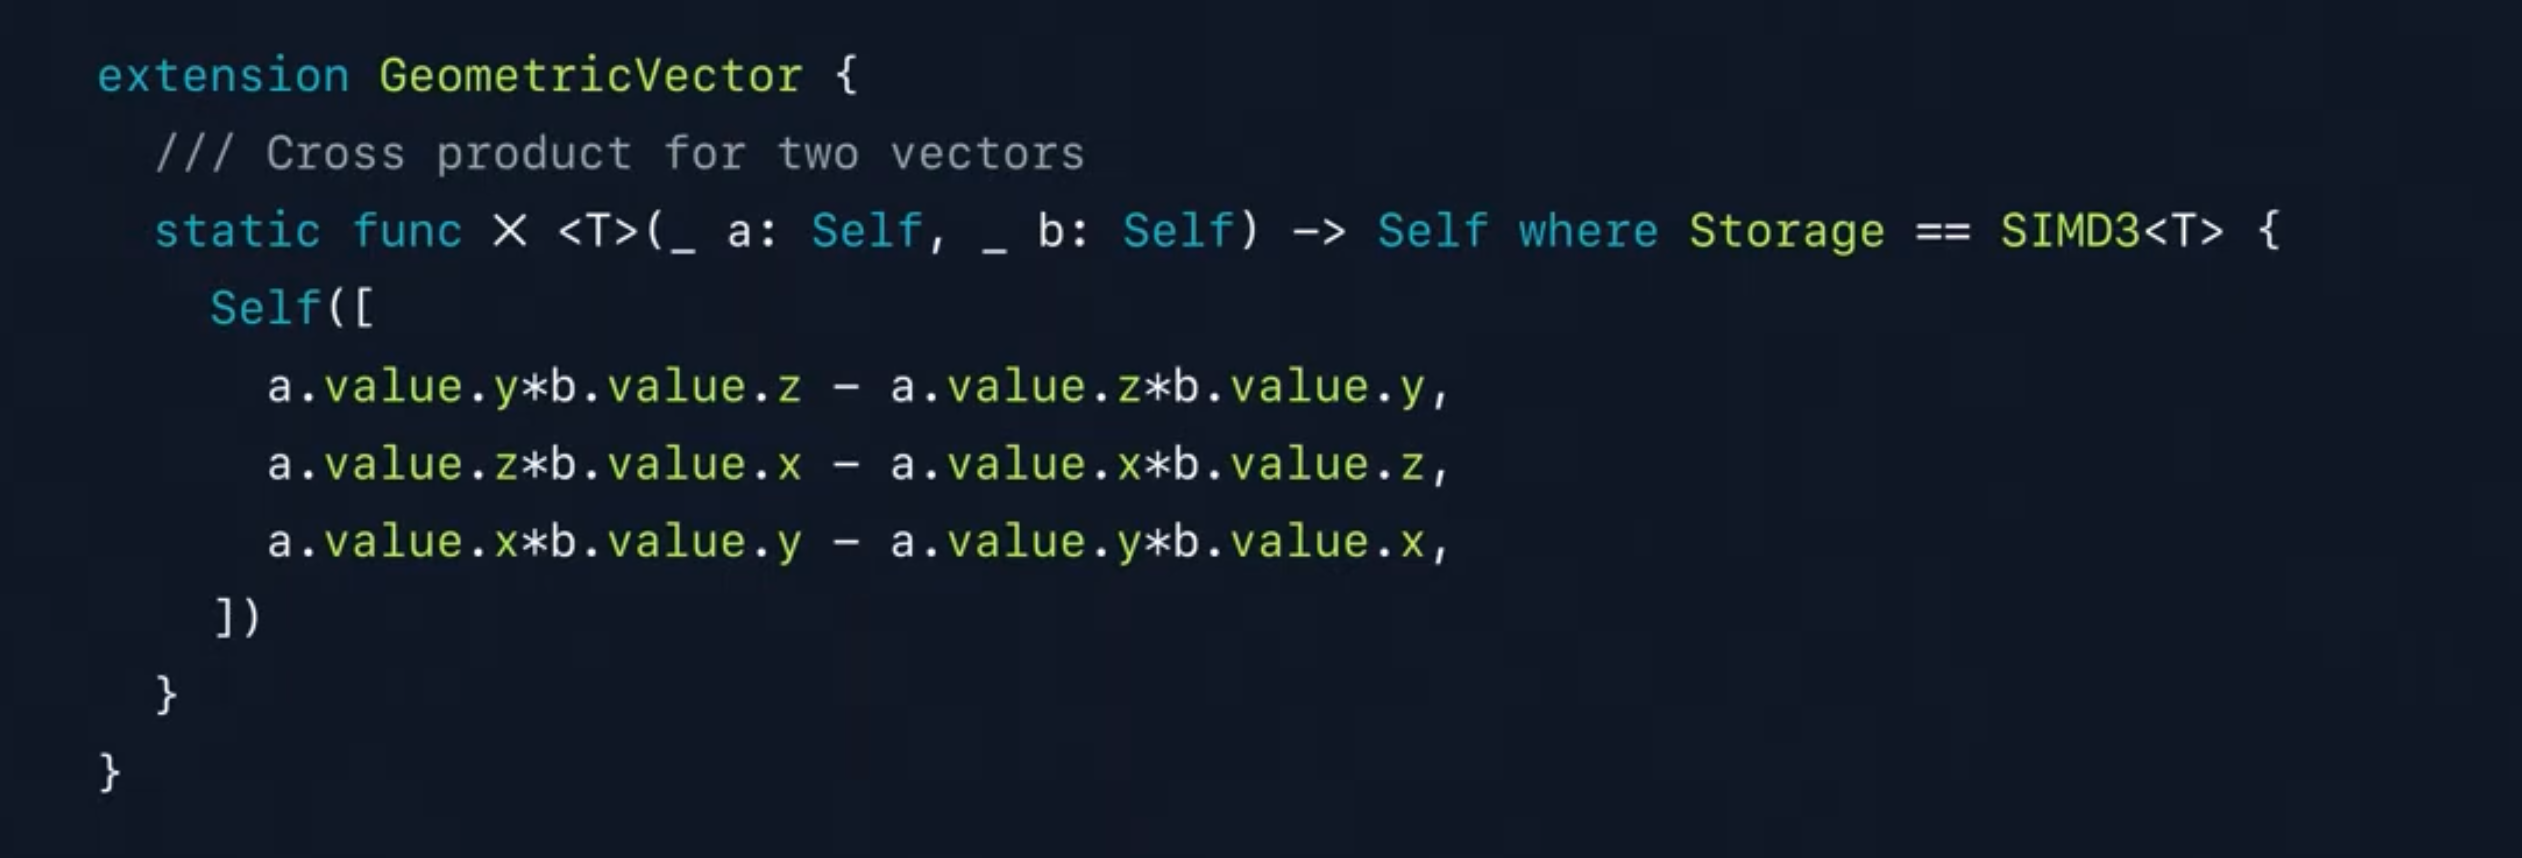 extension GeometricVector {
/// Cross product for two vectors
static func × <T>(_ a: Self, _ b: Self) -> Self where Storage == SIMD3<T> {
Self([
a.value.y*b.value.z - a.value.z*b.value.y,
a.value.z*b.value.x - a.value.x*b.value.z,
a.value.x*b.value.y - a.value.y*b.value.x,
])
}
}